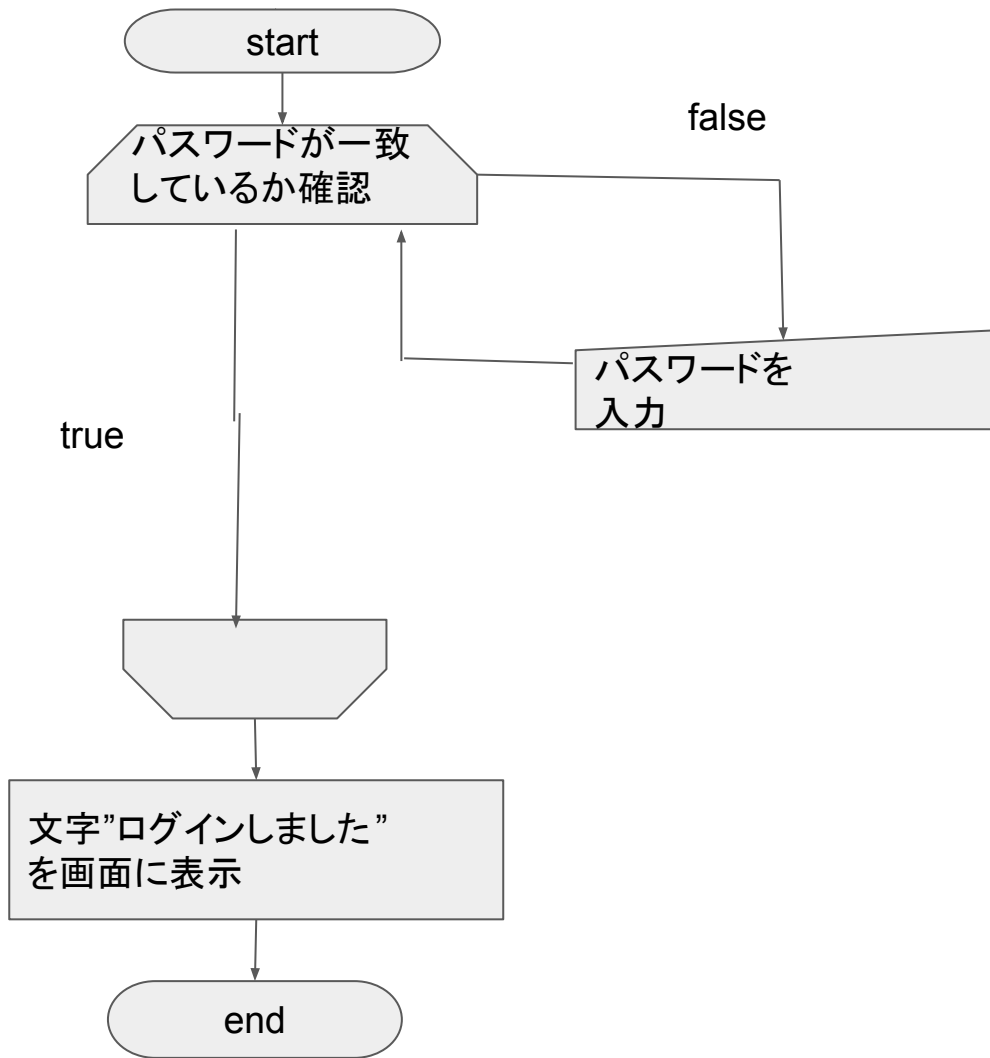 start
false
パスワードが一致
しているか確認
パスワードを
入力
true
文字”ログインしました”
を画面に表示
end